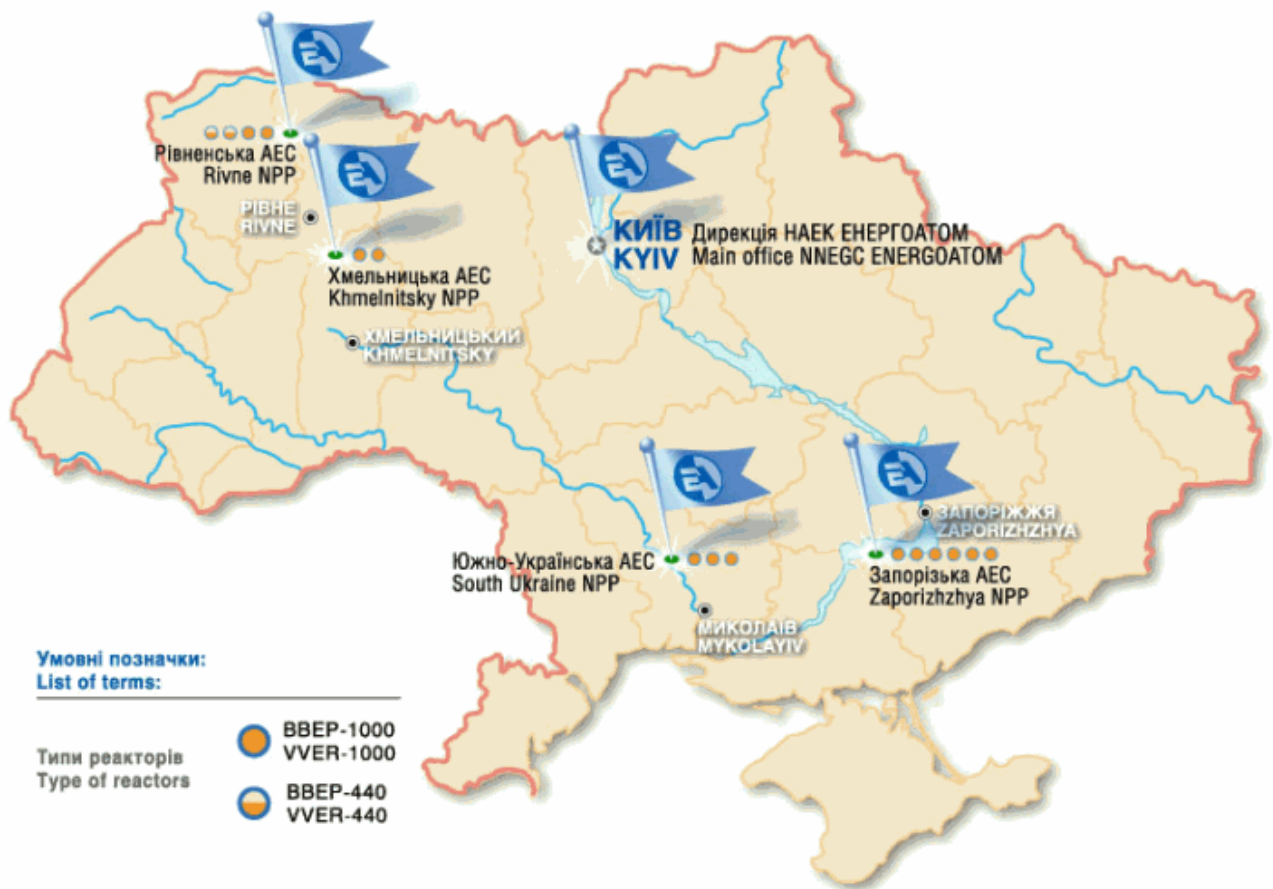 Рівненська АЕС
Rivne NPP
РІВНЕ
RIVNE
КИЇВ
KYIV
Дирекція НАЕК ЕНЕРГОАТОМ
Main office NNEGC ENERGOATOM
Хмельницька АЕС
Khmelnitsky NPP
ХМЕЛЬНИЦЬКИЙ
KHMELNITSKY
ЗАПОРІЖЖЯ
ZAPORIZHZHYA
Южно-Українська АЕС
South Ukraine NPP
Запорізька АЕС
Zaporizhzhya NPP
МИКОЛАЇВ
MYKOLAYIV
Умовні позначки:
List of terms:
Типи реакторів
Type of reactors
ВВЕР-1000
VVER-1000
ВВЕР-440
VVER-440